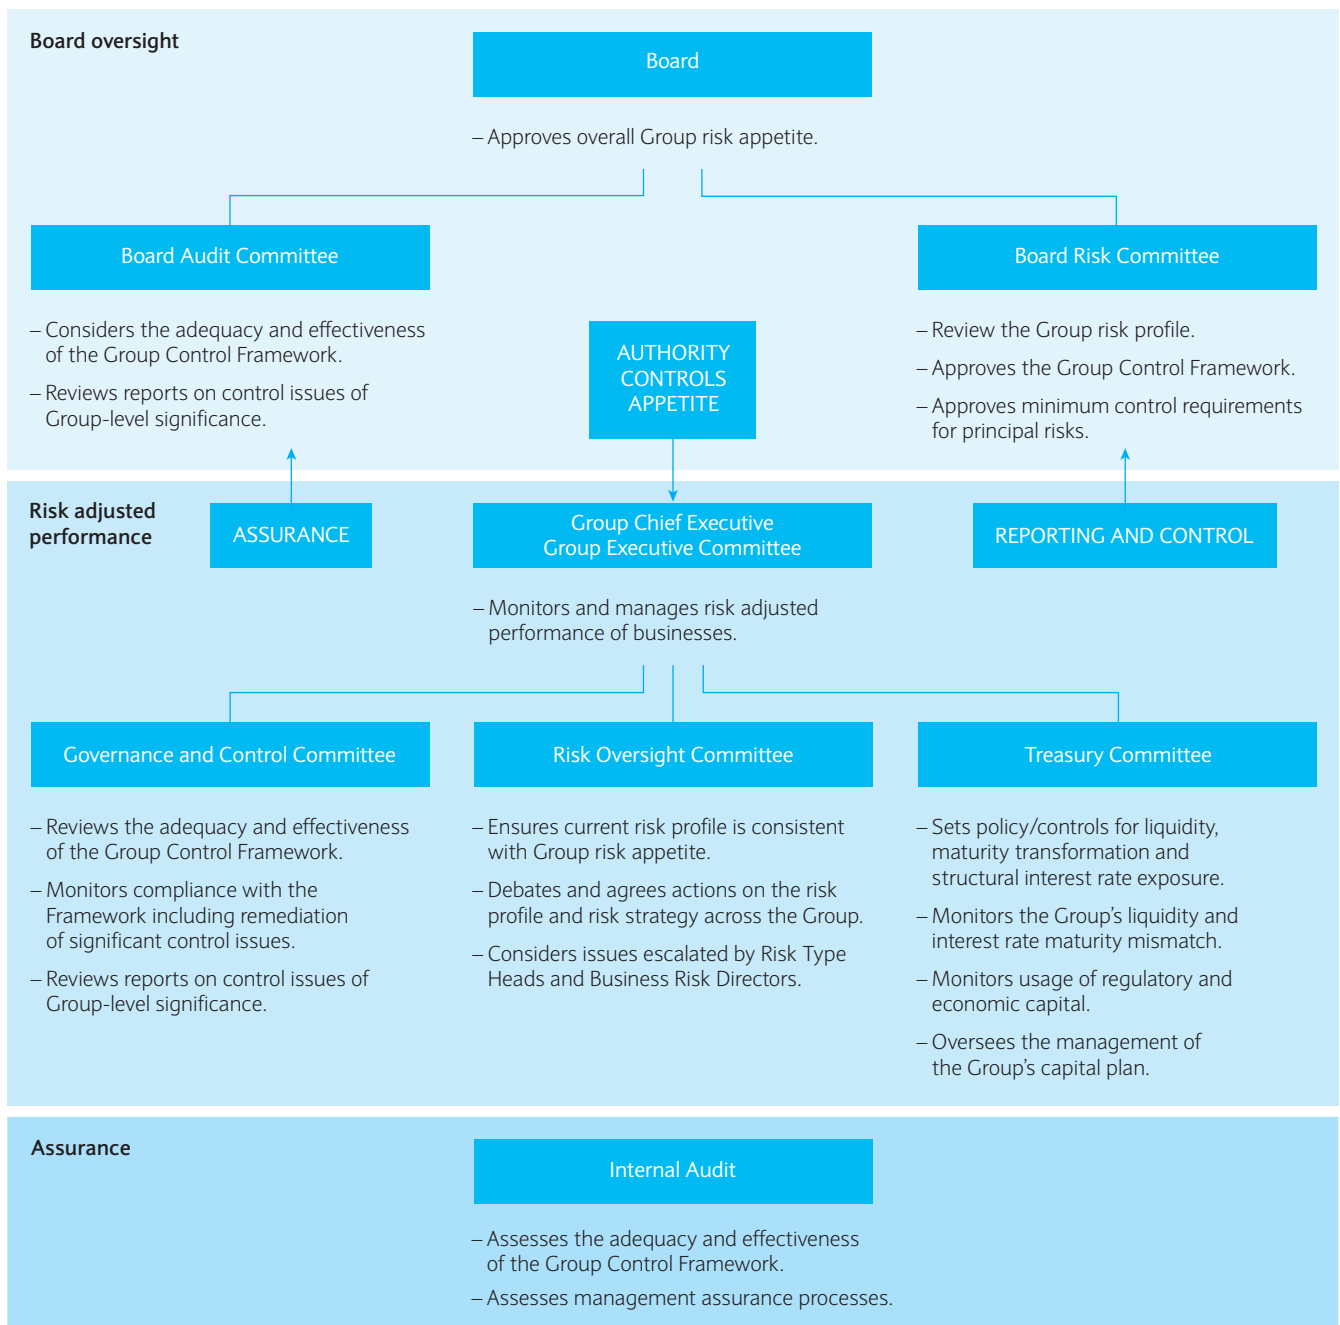 Board oversight
Board
– Approves overall Group risk appetite.
Board Audit Committee
– Considers the adequacy and effectiveness
of the Group Control Framework.
– Reviews reports on control issues of
Group-level significance.
AUTHORITY
CONTROLS
APPETITE
Board Risk Committee
– Review the Group risk profile.
– Approves the Group Control Framework.
– Approves minimum control requirements
for principal risks.
Risk adjusted
performance
ASSURANCE
Group Chief Executive
Group Executive Committee
REPORTING AND CONTROL
– Monitors and manages risk adjusted
performance of businesses.
Governance and Control Committee
– Reviews the adequacy and effectiveness
of the Group Control Framework.
– Monitors compliance with the
Framework including remediation
of significant control issues.
– Reviews reports on control issues of
Group-level significance.
Risk Oversight Committee
– Ensures current risk profile is consistent
with Group risk appetite.
– Debates and agrees actions on the risk
profile and risk strategy across the Group.
– Considers issues escalated by Risk Type
Heads and Business Risk Directors.
Treasury Committee
– Sets policy/controls for liquidity,
maturity transformation and
structural interest rate exposure.
– Monitors the Group’s liquidity and
interest rate maturity mismatch.
– Monitors usage of regulatory and
economic capital.
– Oversees the management of
the Group’s capital plan.
Assurance
Internal Audit
– Assesses the adequacy and effectiveness
of the Group Control Framework.
– Assesses management assurance processes.